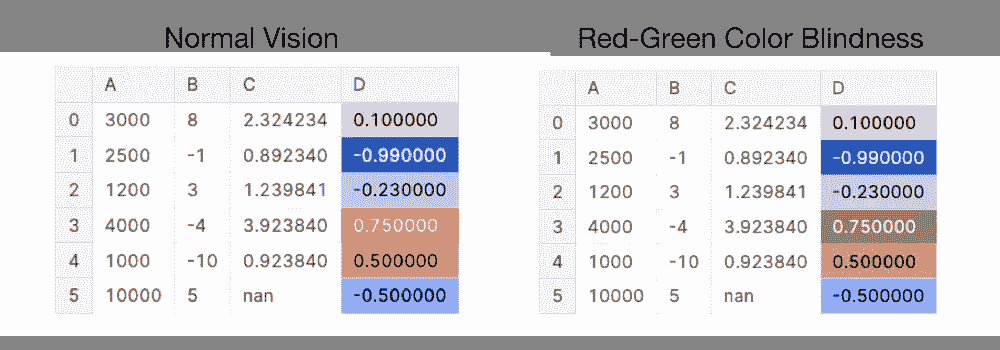 Normal Vision
A B C D
0 3000 8 2.324234 0.100000
1 2500 -1 0.892340 -0.990000
2 1200 3 1.239841 -0.230000
3 4000 -4 3.923840 0.750000
4 1000 -10 0.923840 0.500000
5 10000 5 nan -0.500000
Red-Green Color Blindness
A B C D
0 3000 8 2.324234 0.100000
1 2500 -1 0.892340 -0.990000
2 1200 3 1.239841 -0.230000
3 4000 -4 3.923840 0.750000
4 1000 -10 0.923840 0.500000
5 10000 5 nan -0.500000